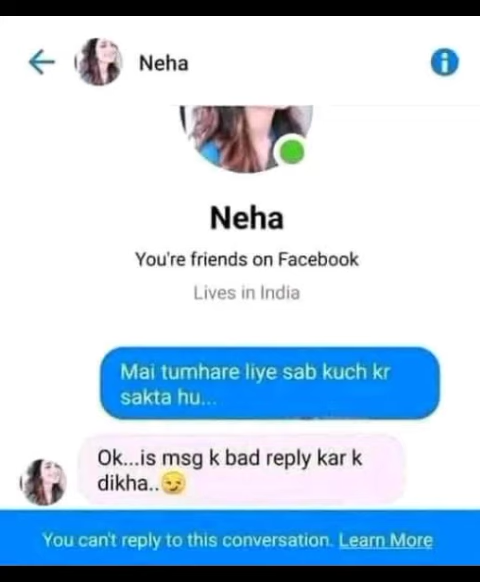 Neha
Neha
You're friends on Facebook
Lives in India
Mai tumhare liye sab kuch kr
sakta hu...
Ok...is msg k bad reply kar k
dikha..😏
You can't reply to this conversation. Learn More